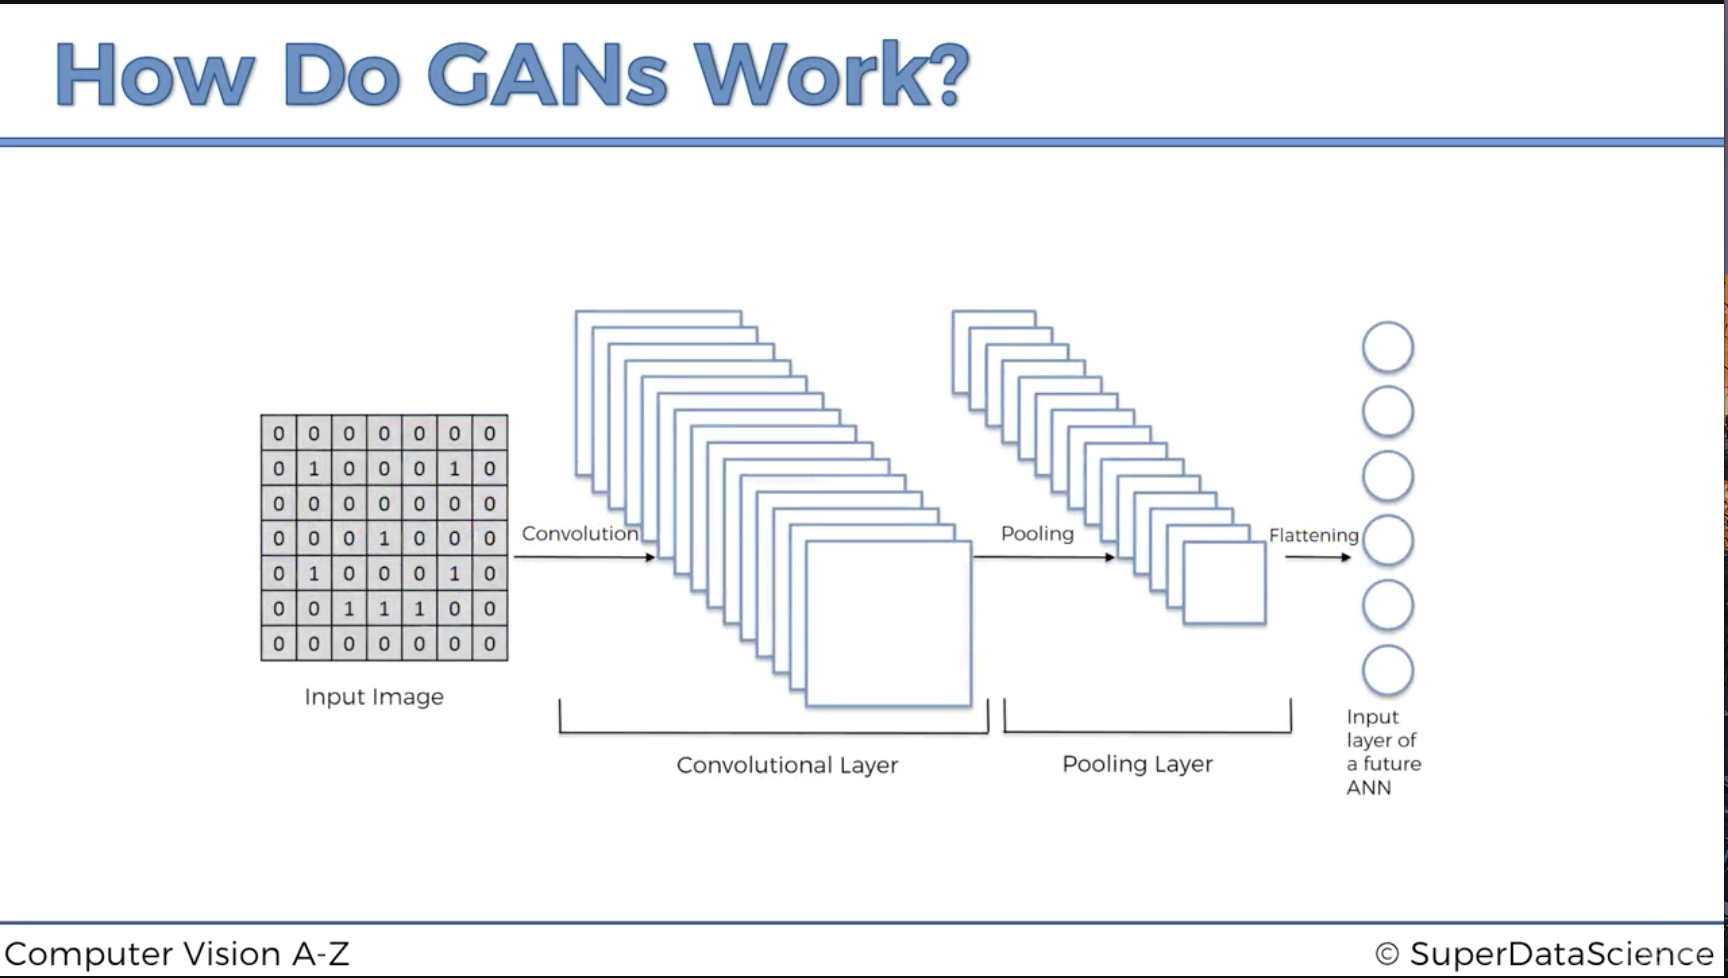 How Do GANs Work?
0 0 0 0 0 0 0
0 1 0 0 0 1 0
0 0 0 0 0 0 0
0 0 0 1 0 0 0
0 1 0 0 0 1 0
0 0 1 1 1 0 0
0 0 0 0 0 0 0
Input Image
Convolution
Convolutional Layer
Pooling
Pooling Layer
Flattening
Input
layer of
a future
ANN
Computer Vision A-Z
© SuperDataScience